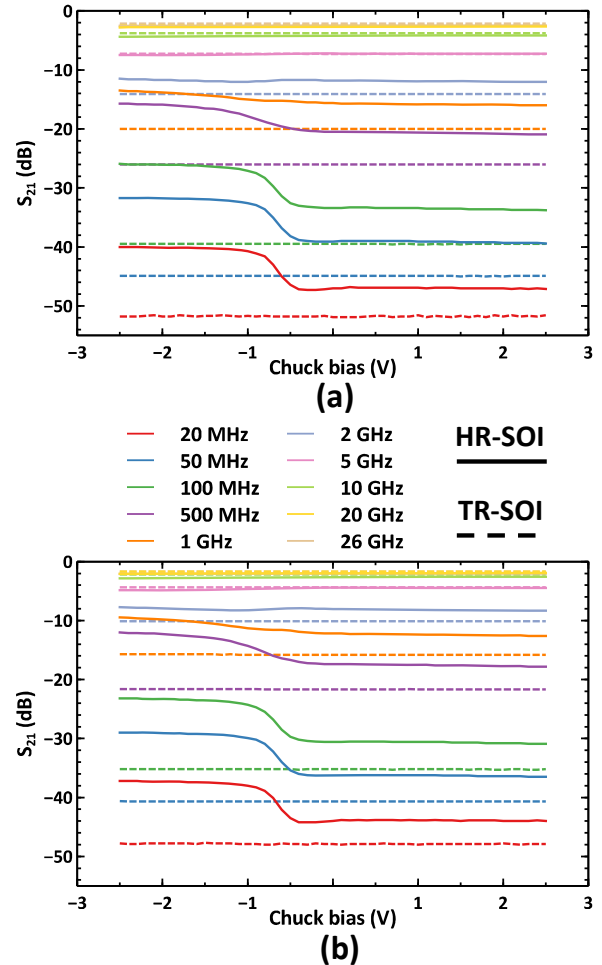 0
−10
−20
−30
−40
−50
S21 (dB)
−3 −2 −1 1 2 3
Chuck bias (V)
(a)
20 MHz 2 GHz
50 MHz 5 GHz
100 MHz 10 GHz
500 MHz 20 GHz
1 GHz 26 GHz
HR-SOI
TR-SOI
0
−10
−20
−30
−40
−50
S21 (dB)
−3 −2 −1 1 2 3
Chuck bias (V)
(b)